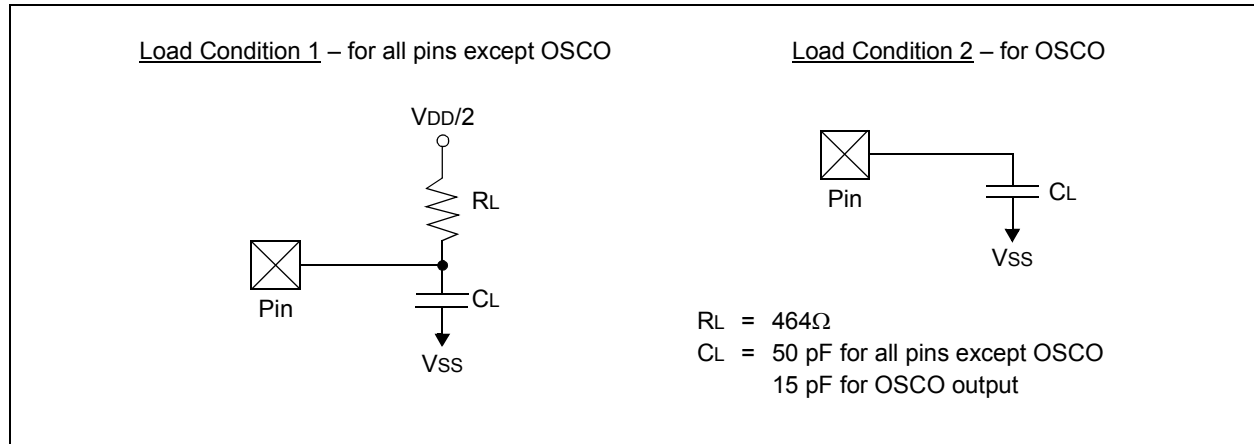 Load Condition 1 – for all pins except OSCO
VDD/2
RL
Pin
CL
VSS
Load Condition 2 – for OSCO
Pin
CL
VSS
RL = 464Ω
CL = 50 pF for all pins except OSCO
15 pF for OSCO output